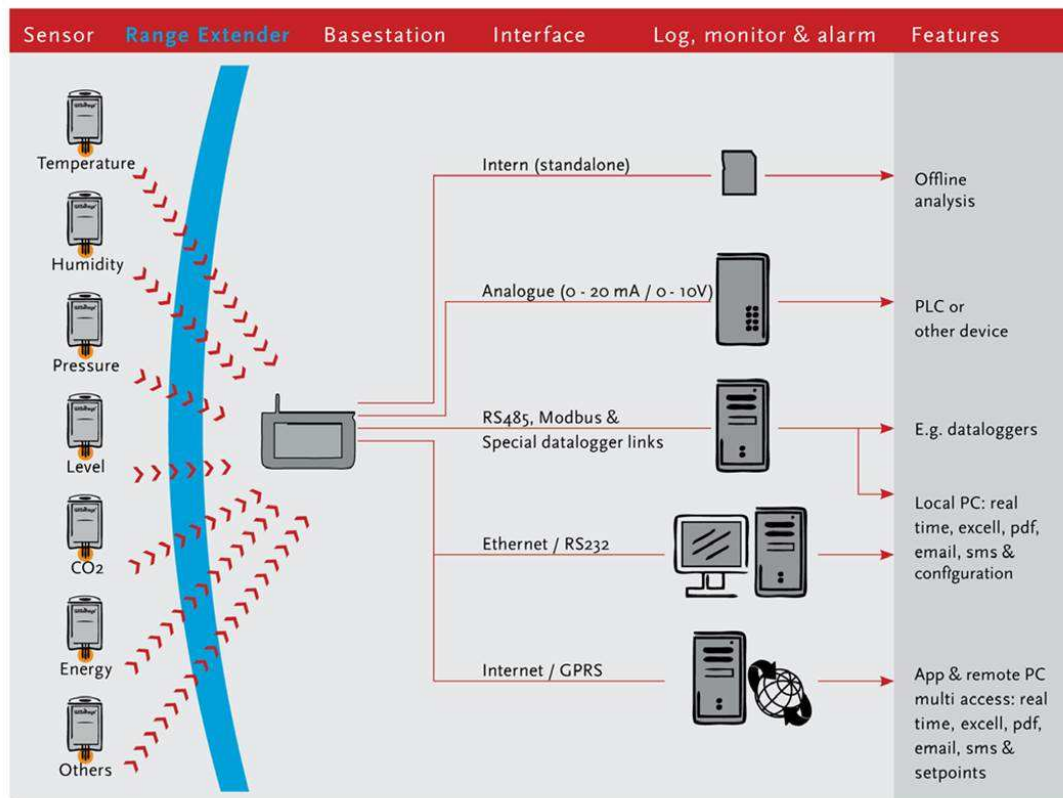 Sensor
Range Extender
Basestation
Interface
Log, monitor & alarm
Features
Temperature
Humidity
Pressure
Level
CO2
Energy
Others
Intern (standalone)
Analogue (0 - 20 mA / 0 - 10V)
RS485, Modbus &
Special datalogger links
Ethernet / RS232
Internet / GPRS
Offline
analysis
PLC or
other device
E.g. dataloggers
Local PC: real
time, excell, pdf,
email, sms &
configuration
App & remote PC
multi access: real
time, excell, pdf,
email, sms &
setpoints